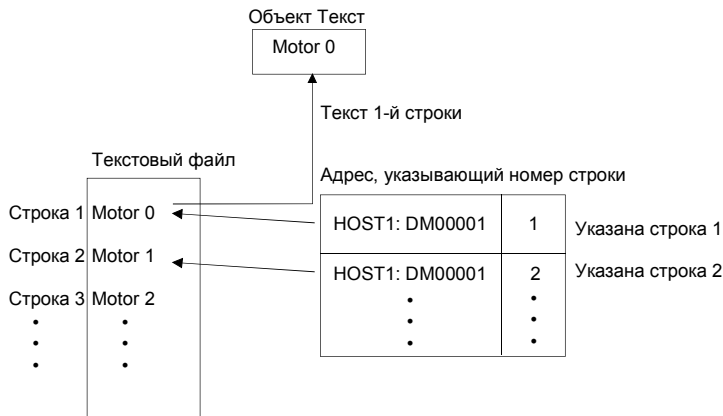 Объект Текст
Motor 0
Текст 1-й строки
Текстовый файл
Адрес, указывающий номер строки
Строка 1 Motor 0
HOST1: DM00001 1 Указана строка 1
Строка 2 Motor 1
HOST1: DM00001 2 Указана строка 2
Строка 3 Motor 2